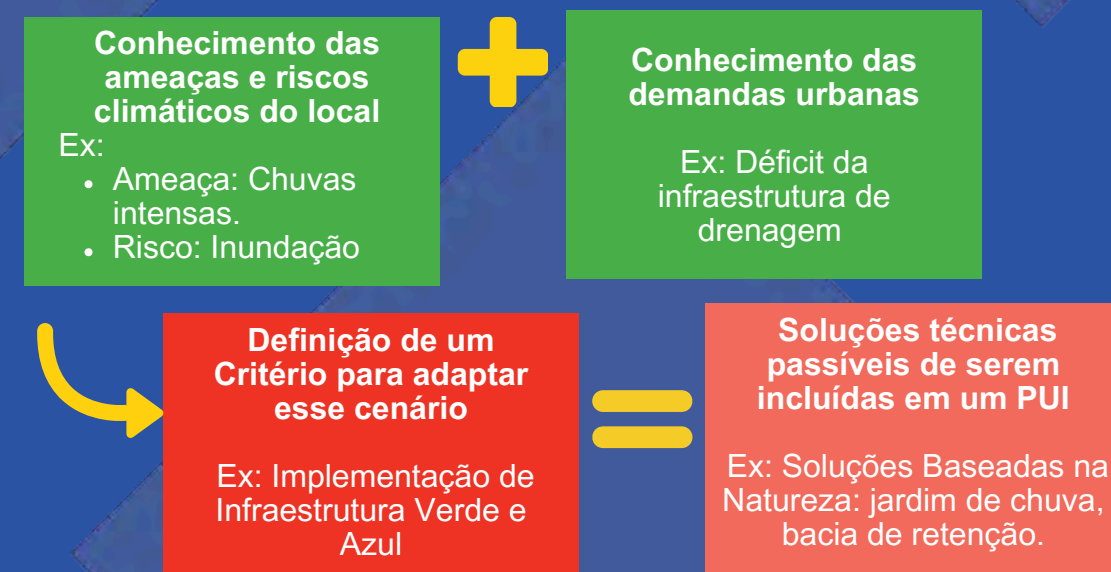 Conhecimento das
ameaças e riscos
climáticos do local
Ex:
• Ameaça: Chuvas
intensas.
• Risco: Inundação
Conhecimento das
demandas urbanas
Ex: Déficit da
infraestrutura de
drenagem
Definição de um
Critério para adaptar
esse cenário
Ex: Implementação de
Infraestrutura Verde e
Azul
Soluções técnicas
passíveis de serem
incluídas em um PUI
Ex: Soluções Baseadas na
Natureza: jardim de chuva,
bacia de retenção.